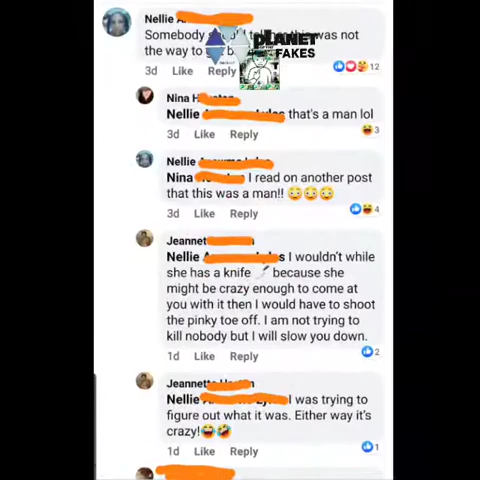 Nellie A
Somebody should tell her this was not
the way to
PLANET
FAKES
3d Like Reply 12
Nina H
Nellie that's a man lol
3
3d Like Reply
Nellie
Nina I read on another post
that this was a man!! 😳😳😳
3d Like Reply 4
Jeannet
Nellie s I wouldn't while
she has a knife 🔪 because she
might be crazy enough to come at
you with it then I would have to shoot
the pinky toe off. I am not trying to
kill nobody but I will slow you down.
1d Like Reply 2
Jeannette
Nellie I was trying to
figure out what it was. Either way it's
crazy!😂🤣
1d Like Reply 1